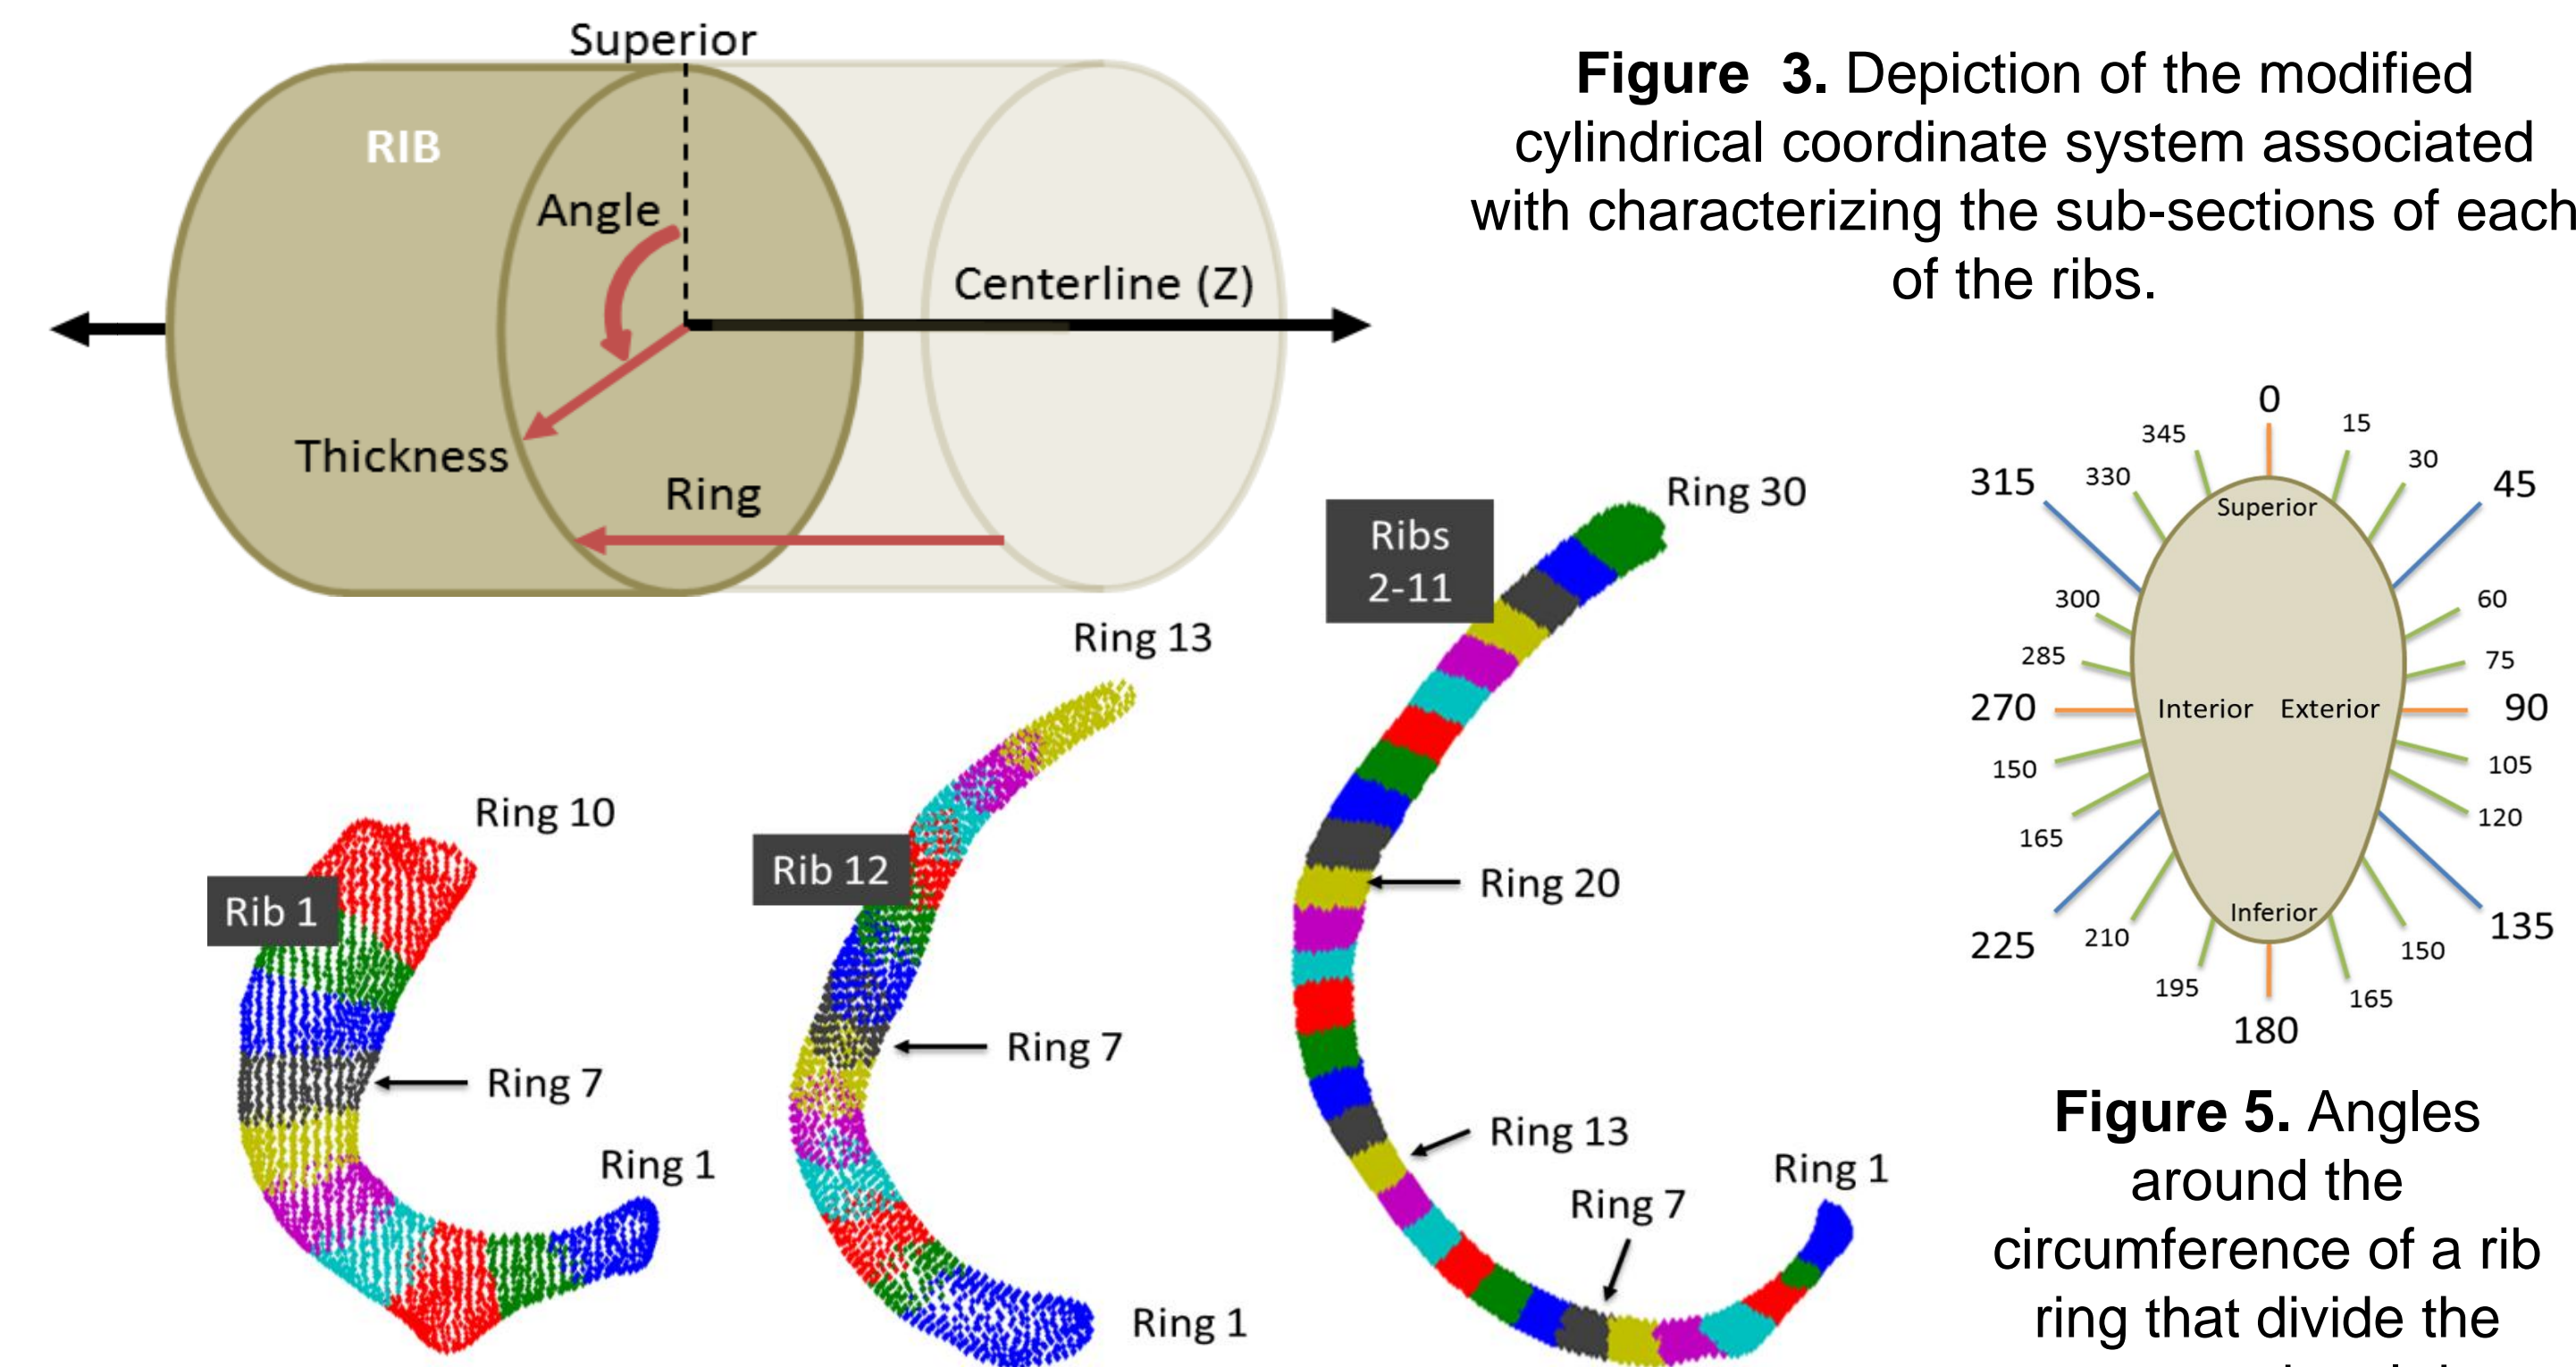 Superior
RIB
Angle
Centerline (Z)
Thickness
Ring
Figure 3. Depiction of the modified
cylindrical coordinate system associated
with characterizing the sub-sections of each
of the ribs.
Ring 10
Rib 1
Ring 7
Ring 1
Ring 13
Rib 12
Ring 7
Ring 1
Ribs
2-11
Ring 30
Ring 20
Ring 13
Ring 7
Ring 1
0
345
15
330
30
315
45
Superior
300
60
285
75
270
Interior
Exterior
90
150
105
165
120
225
135
210
Inferior
150
195
165
180
Figure 5. Angles
around the
circumference of a rib
ring that divide the